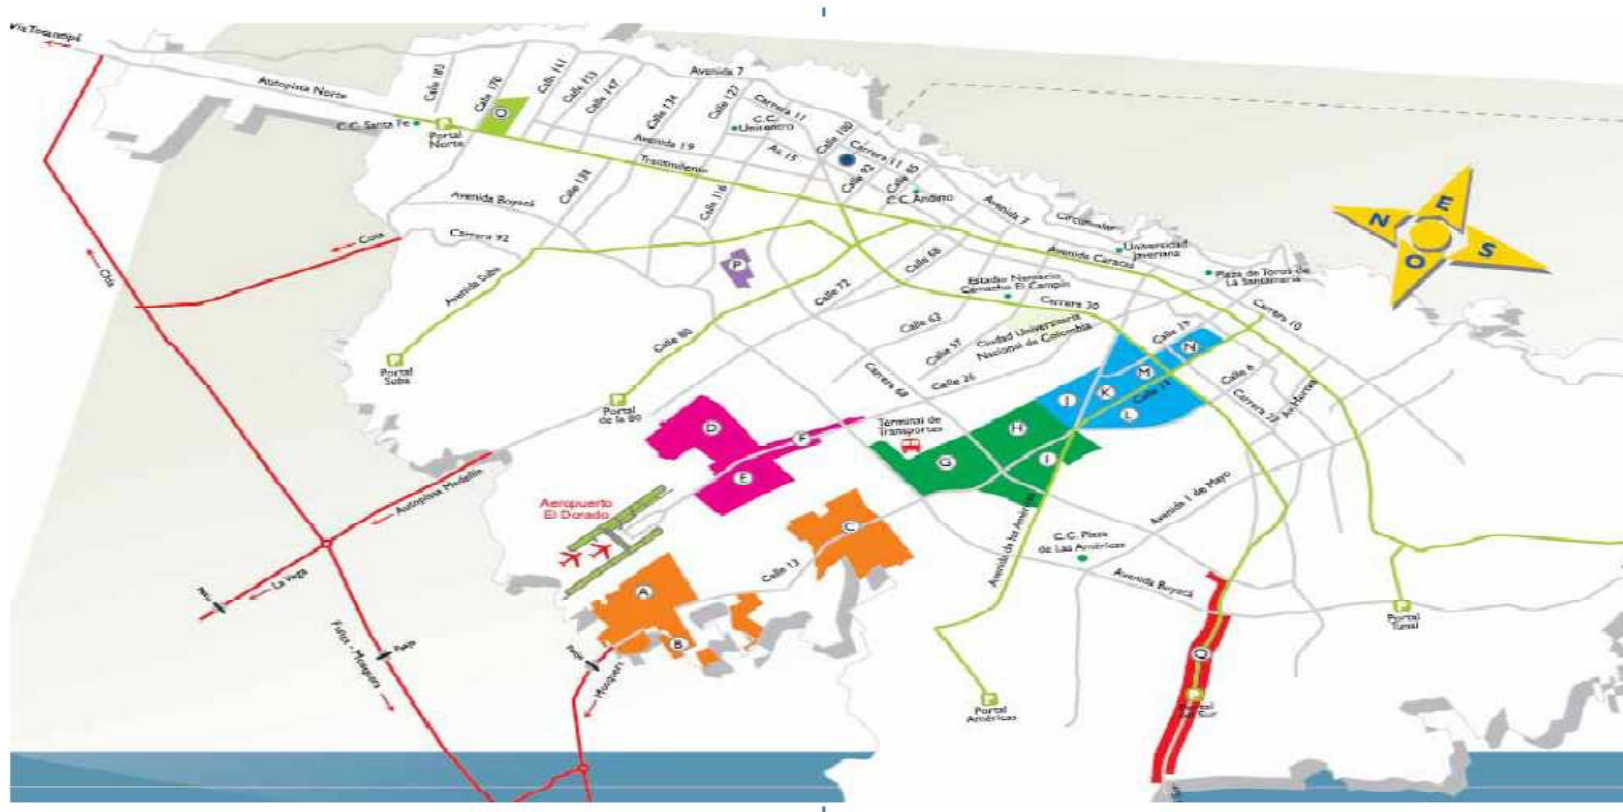 Vía Tocancipá
Autopista Norte
Calle 183
Calle 170
Calle 161
Calle 153
Calle 147
Calle 134
Avenida 7
Calle 127
Carrera 11
C.C.
Unicentro
Calle 100
Carrera 11
Calle 92
Calle 85
C.C. Santa Fe
Portal
Norte
O
Avenida 19
Av. 15
Transmilenio
C.C. Andino
Avenida 7
Circunvalar
Avenida Boyacá
Calle 138
Calle 116
Carrera 92
Cota
Chía
Avenida Suba
P
Calle 68
Calle 72
Avenida Caracas
Universidad
Javeriana
Plaza de Toros de
La Santamaría
Estadio Nemesio
Camacho El Campín
Carrera 30
Carrera 10
N
E
S
O
Calle 80
Calle 63
Calle 57
Ciudad Universitaria
Nacional de Colombia
Calle 19
N
Portal
Suba
Carrera 68
Calle 26
M
Calle 6
K
J
L
Portal
de la 80
D
F
Terminal de
Transportes
H
G
I
E
Autopista Medellín
Aeropuerto
El Dorado
C
Avenida 1 de Mayo
C.C. Plaza
de Las Américas
Avenida de las Américas
Avenida Boyacá
Calle 13
La Vega
A
B
Portal
Tunal
Peaje
Peaje
Mosquera
Q
Portal
Américas
Portal
del Sur